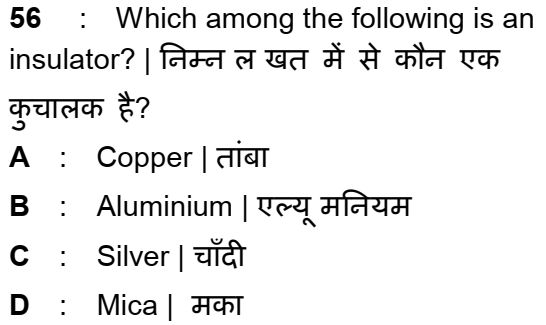 56 : Which among the following is an
insulator? | निम्न ल खत में से कौन एक
कुचालक है?
A : Copper | तांबा
B : Aluminium | एल्यू मनियम
C : Silver | चाँदी
D : Mica | मका